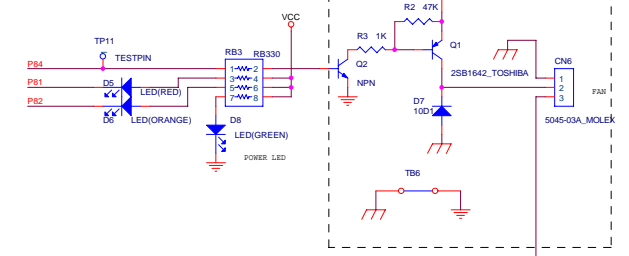 R2 47K
VCC
TP11
R3 1K
Q1
TESTPIN
RB3 RB330
P84
Q2
CN6
1 2
2SB1642_TOSHIBA
P81
D5
3 4
NPN
1
LED(RED)
5 6
2
FAN
P82
7 8
D7
3
10D1
D6
LED(ORANGE)
D8
5045-03A_MOLEX
LED(GREEN)
POWER LED
TB6